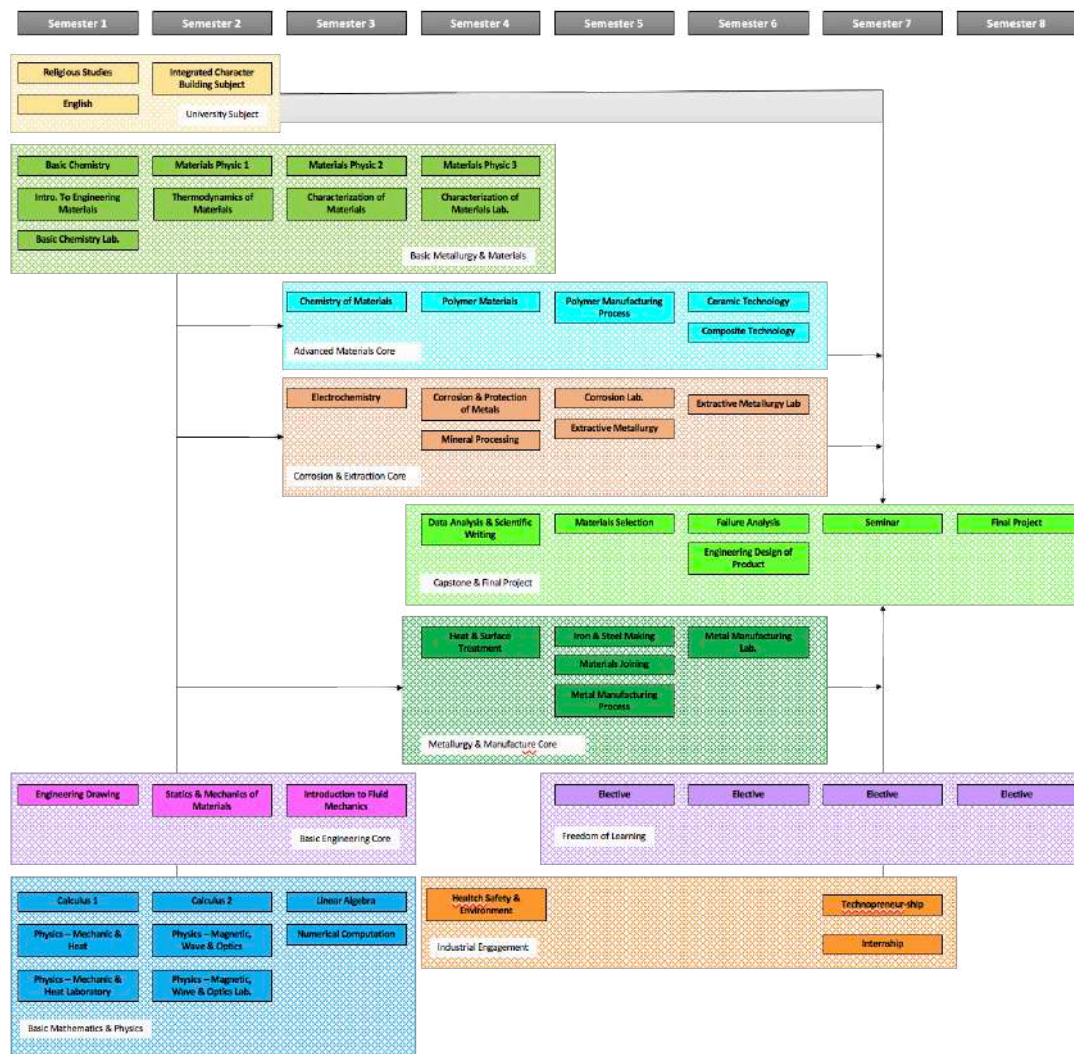 Semester 1
Semester 2
Semester 3
Semester 4
Semester 5
Semester 6
Semester 7
Semester 8
Religious Studies
Integrated Character
Building Subject
English
University Subject
Basic Chemistry
Materials Physic 1
Materials Physic 2
Materials Physic 3
Intro. To Engineering
Materials
Thermodynamics of
Materials
Characterization of
Materials
Characterization of
Materials Lab.
Basic Chemistry Lab.
Basic Metallurgy & Materials
Chemistry of Materials
Polymer Materials
Polymer Manufacturing
Process
Ceramic Technology
Composite Technology
Advanced Materials Core
Electrochemistry
Corrosion & Protection
of Metals
Corrosion Lab.
Extractive Metallurgy Lab
Mineral Processing
Extractive Metallurgy
Corrosion & Extraction Core
Data Analysis & Scientific
Writing
Materials Selection
Failure Analysis
Seminar
Final Project
Engineering Design of
Product
Capstone & Final Project
Heat & Surface
Treatment
Iron & Steel Making
Metal Manufacturing
Lab.
Materials Joining
Metal Manufacturing
Process
Metallurgy & Manufacture Core
Engineering Drawing
Statics & Mechanics of
Materials
Introduction to Fluid
Mechanics
Basic Engineering Core
Elective
Elective
Elective
Elective
Freedom of Learning
Calculus 1
Calculus 2
Linear Algebra
Physics – Mechanic &
Heat
Physics – Magnetic,
Wave & Optics
Numerical Computation
Physics – Mechanic &
Heat Laboratory
Physics – Magnetic,
Wave & Optics Lab.
Basic Mathematics & Physics
Healtch Safety &
Environment
Technopreneur-ship
Internship
Industrial Engagement